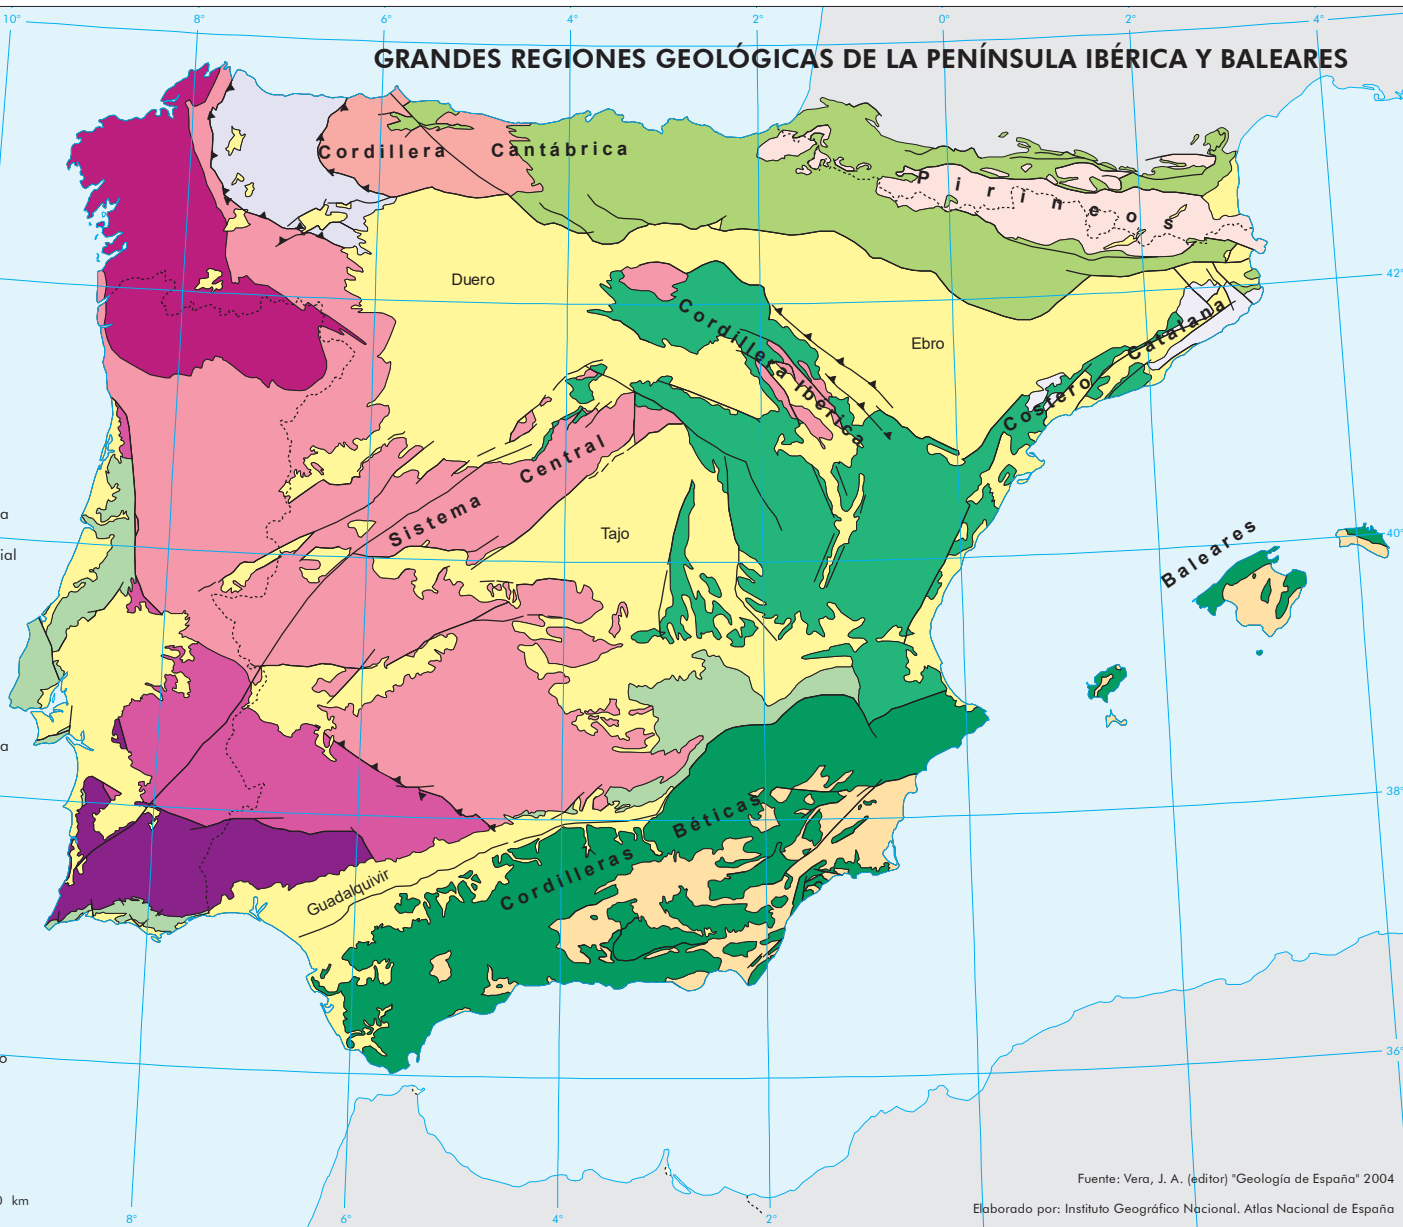 10°
8°
6°
4°
2°
0°
2°
4°
GRANDES REGIONES GEOLÓGICAS DE LA PENÍNSULA IBÉRICA Y BALEARES
Cordillera Cantábrica
Pirineos
Duero
42°
Cordillera Ibérica
Ebro
Costero Catalana
Sistema Central
a
Tajo
40°
ial
Baleares
a
38°
Béticas
Cordilleras
Guadalquivir
o
36°
Fuente: Vera, J. A. (editor) "Geología de España" 2004
0 km
Elaborado por: Instituto Geográfico Nacional. Atlas Nacional de España
8°
6°
2°